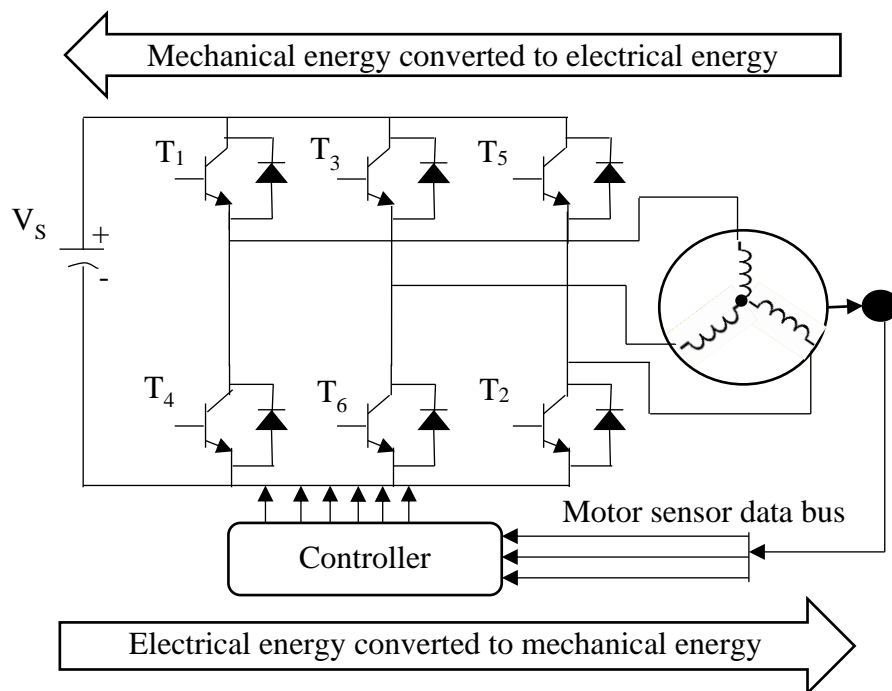 Mechanical energy converted to electrical energy
T1
T3
T5
VS
+
-
T4
T6
T2
Motor sensor data bus
Controller
Electrical energy converted to mechanical energy